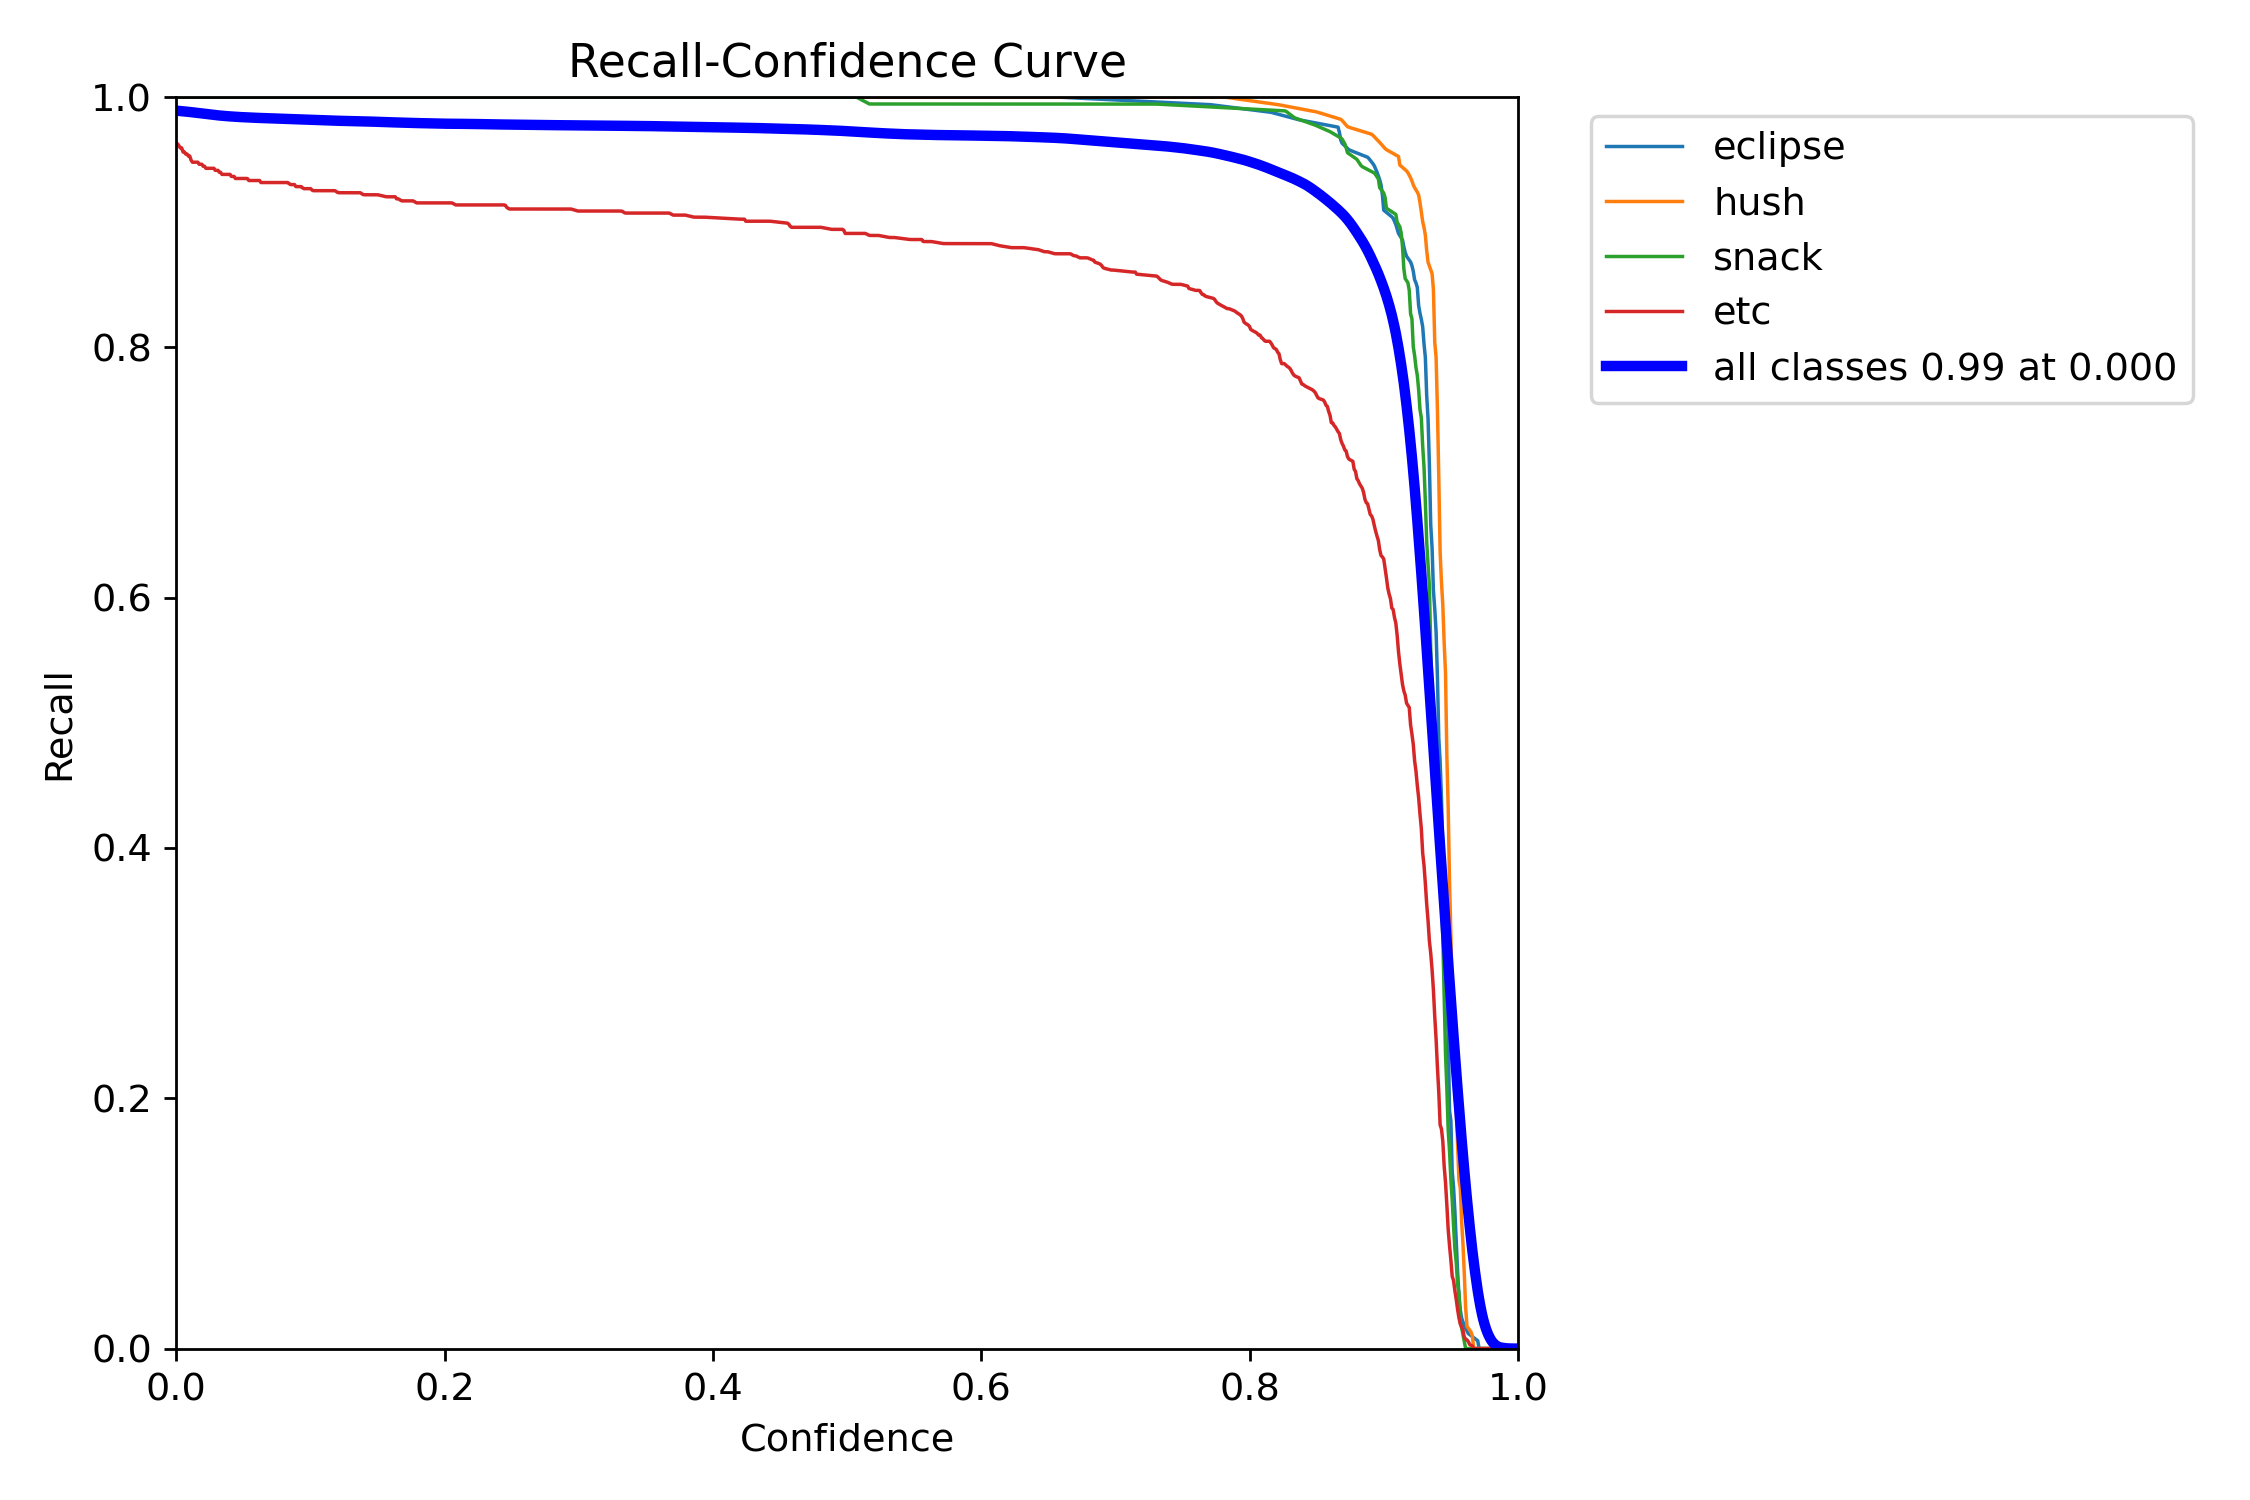 Recall-Confidence Curve
1.0
0.8
0.6
0.4
0.2
0.0
Recall
0.0 0.2 0.4 0.6 0.8 1.0
Confidence
eclipse
hush
snack
etc
all classes 0.99 at 0.000